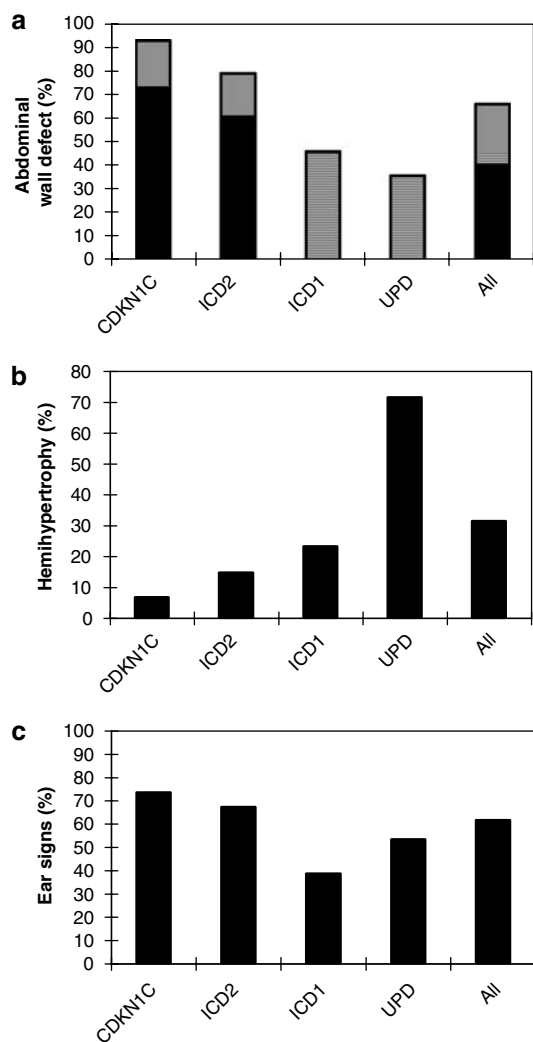 a
Abdominal
wall defect (%)
100
90
80
70
60
50
40
30
20
10
0
CDKN1C
ICD2
ICD1
UPD
All
b
Hemihypertrophy (%)
80
70
60
50
40
30
20
10
0
CDKN1C
ICD2
ICD1
UPD
All
c
Ear signs (%)
100
90
80
70
60
50
40
30
20
10
0
CDKN1C
ICD2
ICD1
UPD
All